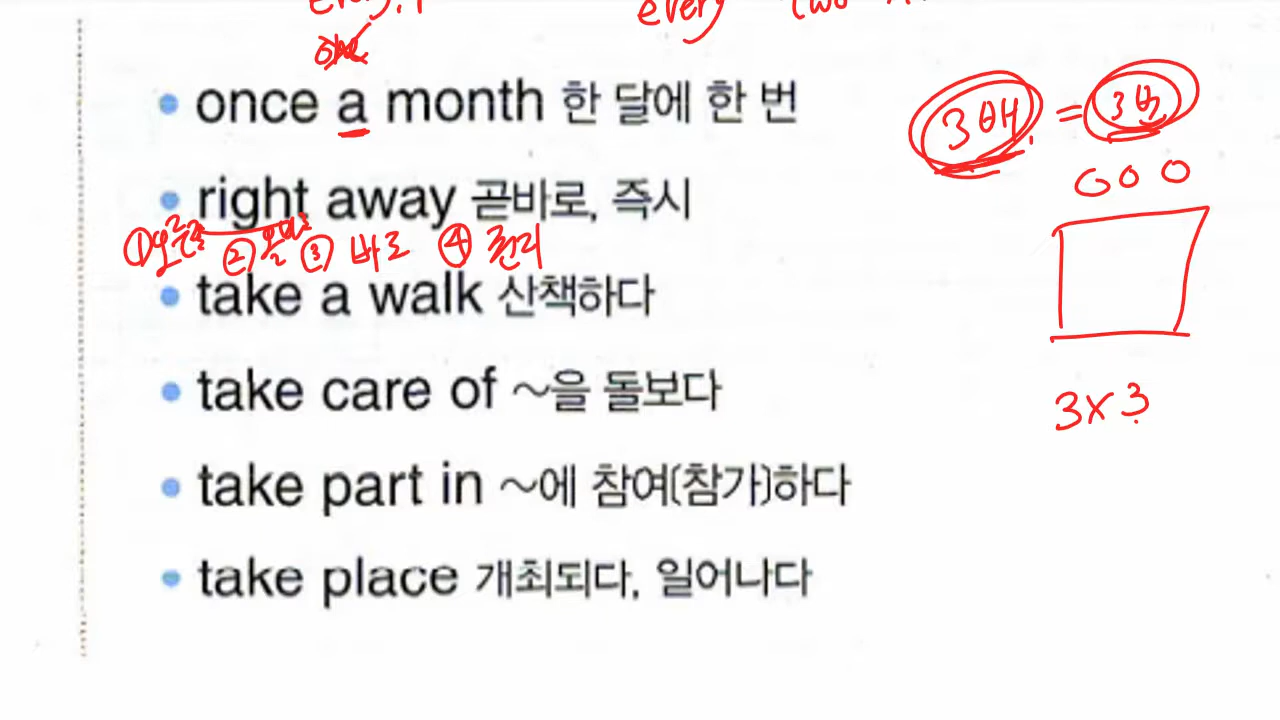 every
every two
one
once a month 한 달에 한 번
3배 = 3번
right away 곧바로, 즉시
①오른쪽 ② ③ 바로 ④ 권리
take a walk 산책하다
take care of ~을 돌보다
3x3
take part in ~에 참여(참가)하다
take place 개최되다, 일어나다